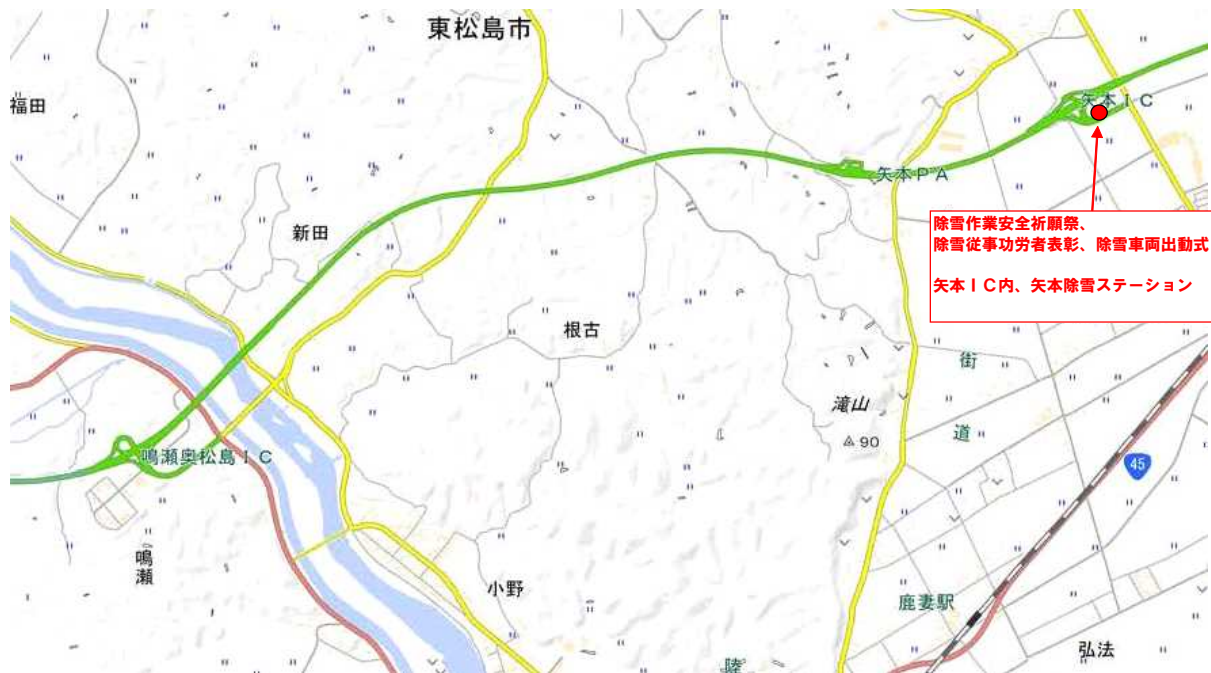 東松島市
福田
矢本ＩＣ
矢本ＰＡ
除雪作業安全祈願祭、
除雪従事功労者表彰、除雪車両出動式
矢本ＩＣ内、矢本除雪ステーション
新田
根古
街
道
滝山
90
45
鳴瀬奥松島ＩＣ
鳴
瀬
小野
鹿妻駅
弘法
陸